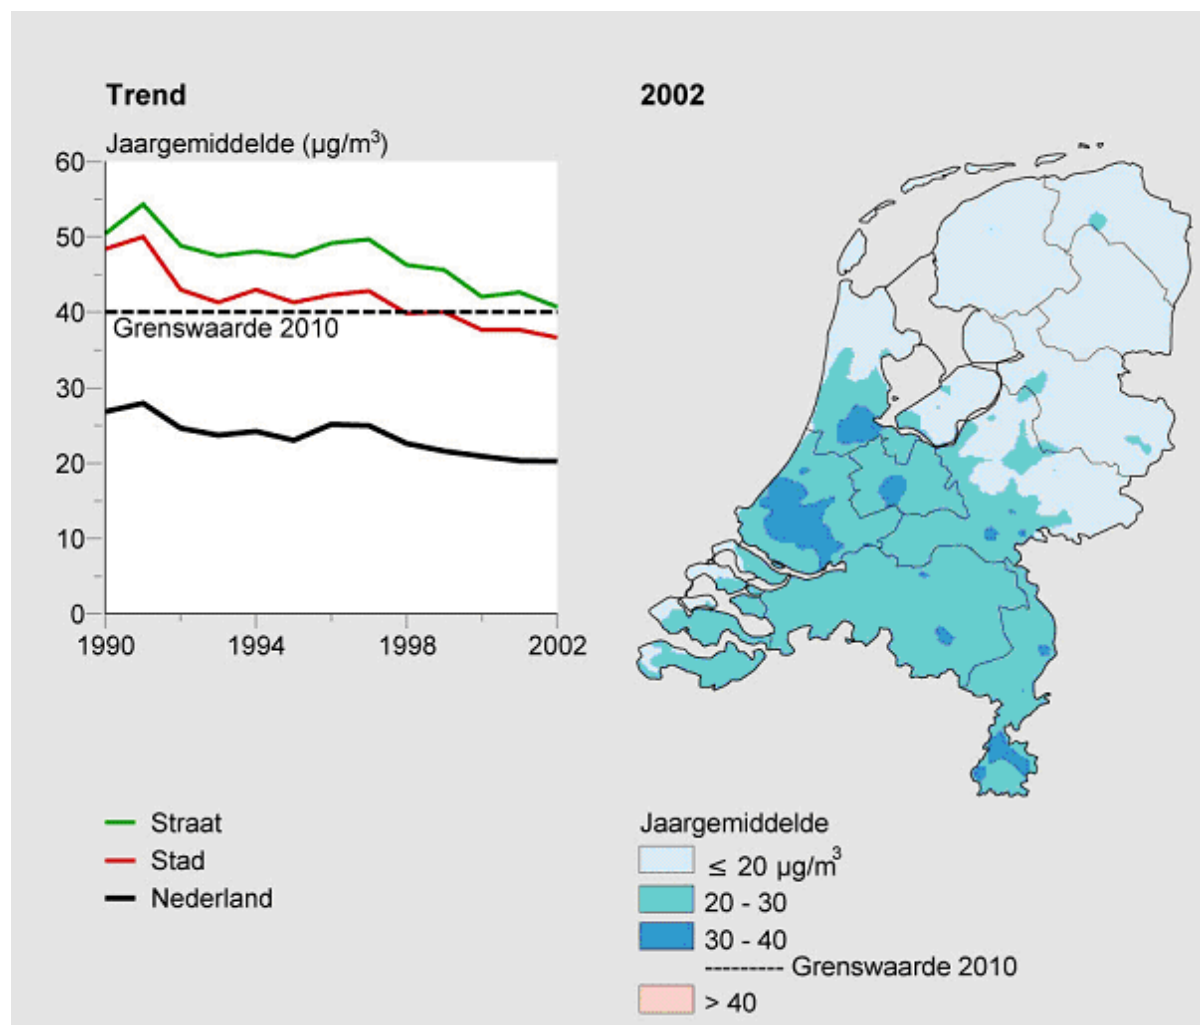 Trend
Jaargemiddelde (µg/m³)
60
50
40
Grenswaarde 2010
30
20
10
0
1990 1994 1998 2002
Straat
Stad
Nederland
2002
Jaargemiddelde
≤ 20 µg/m³
20 - 30
30 - 40
--------- Grenswaarde 2010
> 40